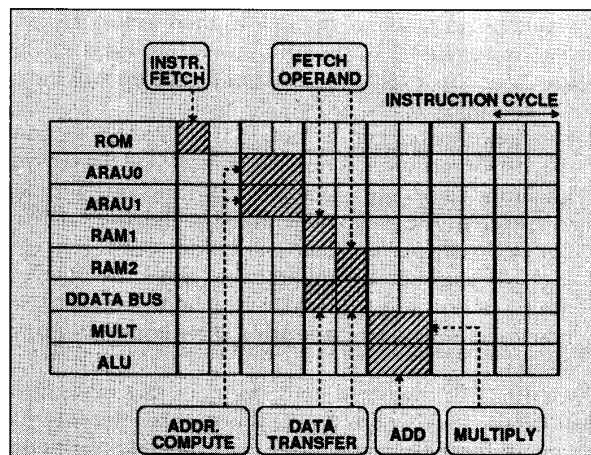 INSTR.
FETCH
FETCH
OPERAND
INSTRUCTION CYCLE
ROM
ARAU0
ARAU1
RAM1
RAM2
DDATA BUS
MULT
ALU
ADDR.
COMPUTE
DATA
TRANSFER
ADD
MULTIPLY